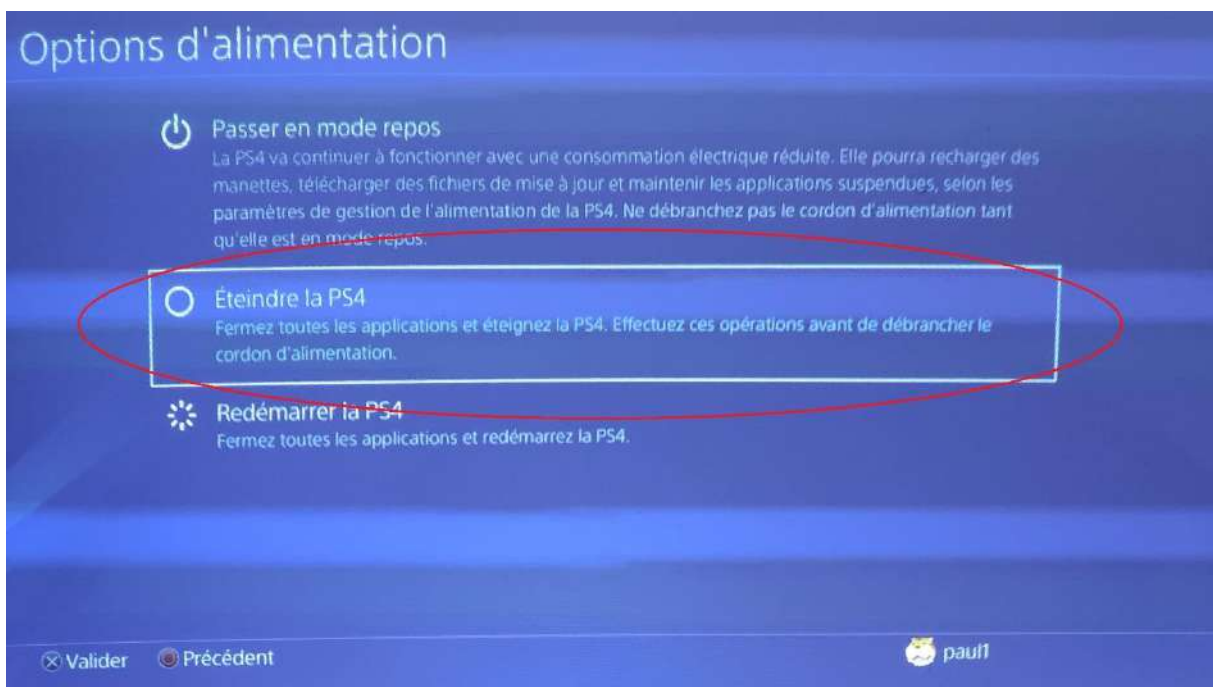 Options d'alimentation
Passer en mode repos
La PS4 va continuer à fonctionner avec une consommation électrique réduite. Elle pourra recharger des
manettes, télécharger des fichiers de mise à jour et maintenir les applications suspendues, selon les
paramètres de gestion de l'alimentation de la PS4. Ne débranchez pas le cordon d'alimentation tant
qu'elle est en mode repos.
Éteindre la PS4
Fermez toutes les applications et éteignez la PS4. Effectuez ces opérations avant de débrancher le
cordon d'alimentation.
Redémarrer la PS4
Fermez toutes les applications et redémarrez la PS4.
Valider Précédent paul1